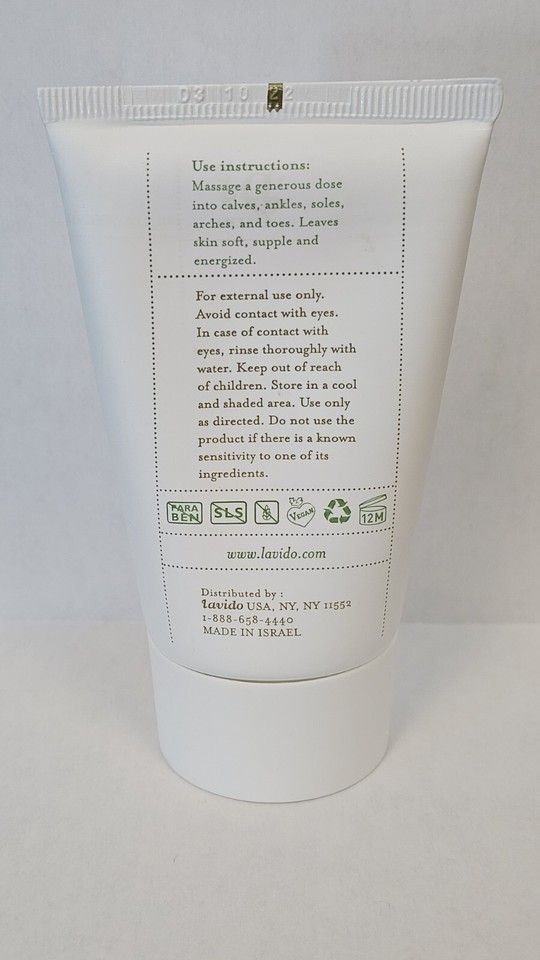 D3 10 22
Use instructions:
Massage a generous dose
into calves, ankles, soles,
arches, and toes. Leaves
skin soft, supple and
energized.
For external use only.
Avoid contact with eyes.
In case of contact with
eyes, rinse thoroughly with
water. Keep out of reach
of children. Store in a cool
and shaded area. Use only
as directed. Do not use the
product if there is a known
sensitivity to one of its
ingredients.
PARA
BEN
SLS
VEGAN
12M
www.lavido.com
Distributed by :
lavido USA, NY, NY 11552
1-888-658-4440
MADE IN ISRAEL